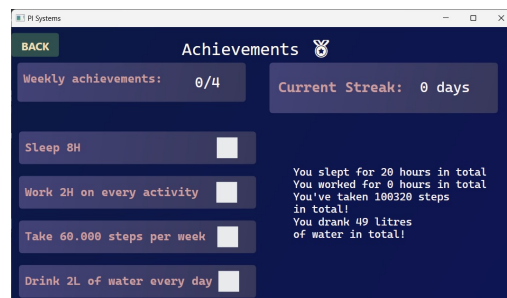 PI Systems
BACK
Achievements
Weekly achievements: 0/4
Current Streak: 0 days
Sleep 8H
Work 2H on every activity
Take 60.000 steps per week
Drink 2L of water every day
You slept for 20 hours in total
You worked for 0 hours in total
You've taken 100320 steps
in total!
You drank 49 litres
of water in total!